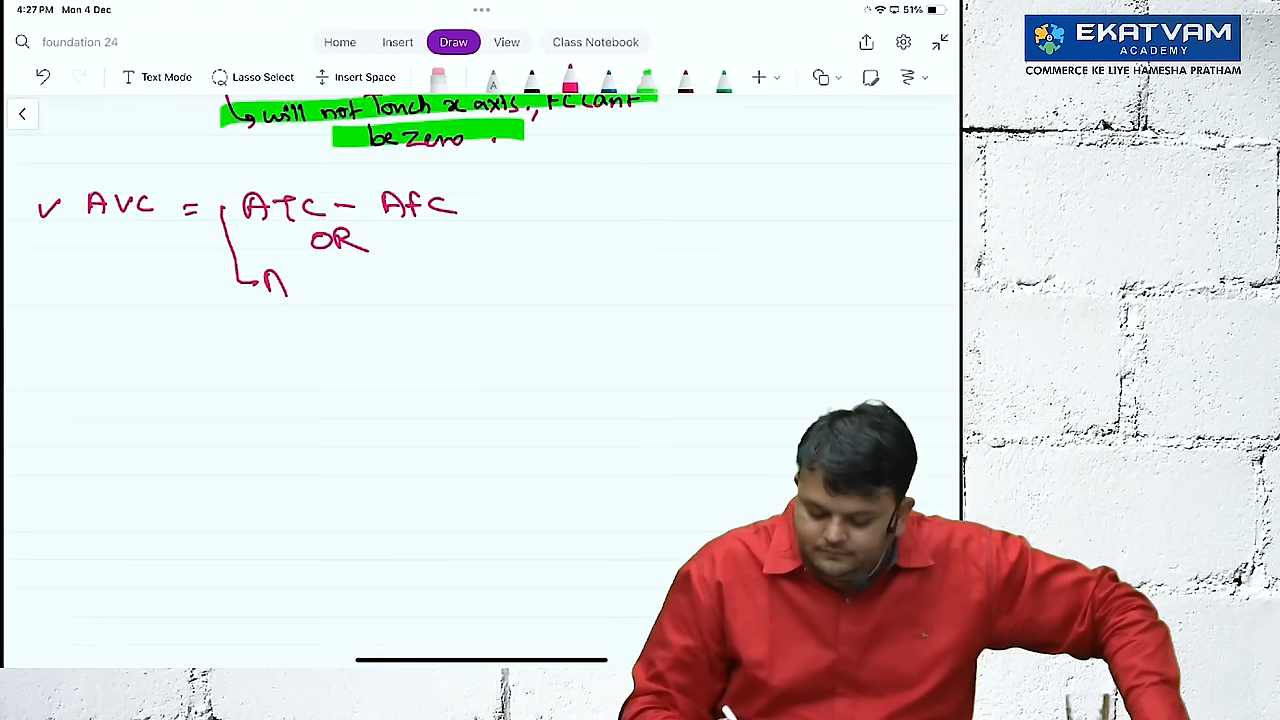 4:27 PM Mon 4 Dec
51%
foundation 24
Home Insert Draw View Class Notebook
Text Mode Lasso Select Insert Space
A
will not Touch x axis, FC cant
be zero.
✓ AVC = ATC - AFC
OR
EKATVAM
ACADEMY
COMMERCE KE LIYE HAMESHA PRATHAM